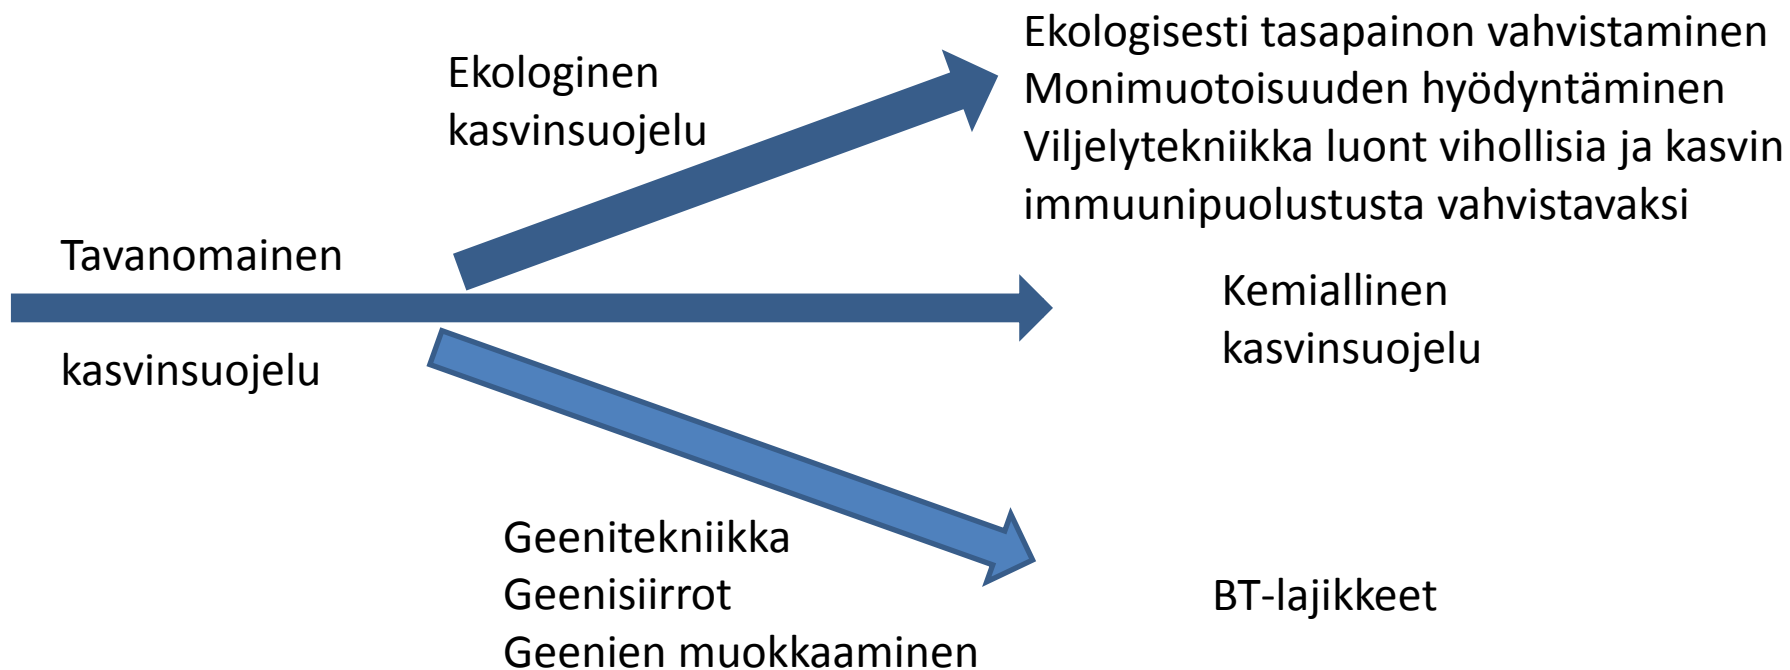 Ekologinen
kasvinsuojelu
Ekologisesti tasapainon vahvistaminen
Monimuotoisuuden hyödyntäminen
Viljelytekniikka luont vihollisia ja kasvin
immuunipuolustusta vahvistavaksi
Tavanomainen
kasvinsuojelu
Kemiallinen
kasvinsuojelu
Geenitekniikka
Geenisiirrot
Geenien muokkaaminen
BT-lajikkeet